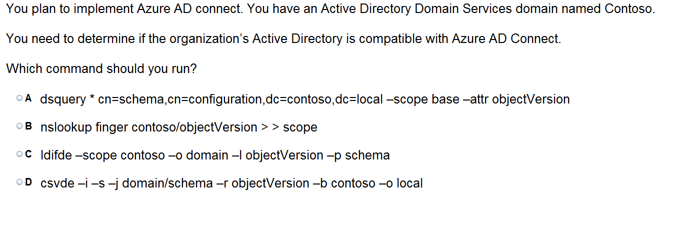 You plan to implement Azure AD connect. You have an Active Directory Domain Services domain named Contoso.
You need to determine if the organization's Active Directory is compatible with Azure AD Connect.
Which command should you run?
A dsquery * cn=schema,cn=configuration,dc=contoso,dc=local –scope base –attr objectVersion
B nslookup finger contoso/objectVersion > > scope
C ldifde –scope contoso –o domain –l objectVersion –p schema
D csvde –i –s –j domain/schema –r objectVersion –b contoso –o local